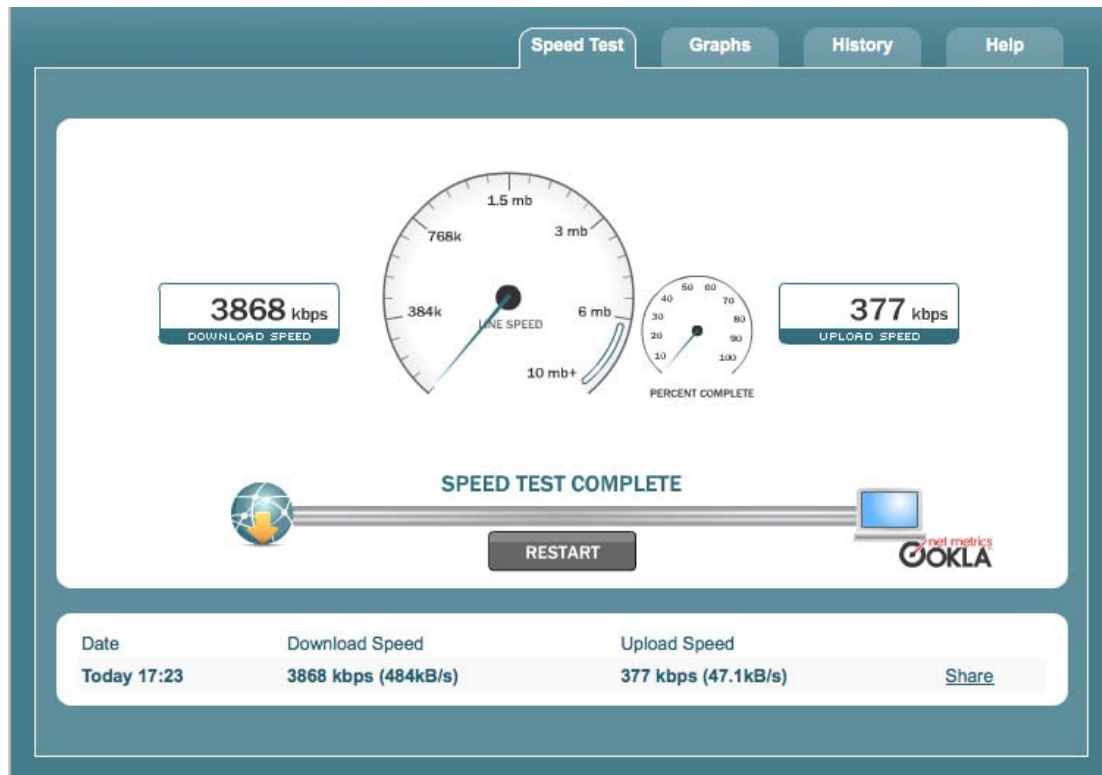 Speed Test Graphs History Help
1.5 mb
768k 3 mb
384k 6 mb
LINE SPEED
10 mb+
3868 kbps
DOWNLOAD SPEED
10 20 30 40 50 60 70 80 90 100
PERCENT COMPLETE
377 kbps
UPLOAD SPEED
SPEED TEST COMPLETE
RESTART
net metrics
OOKLA
Date Download Speed Upload Speed
Today 17:23 3868 kbps (484kB/s) 377 kbps (47.1kB/s) Share